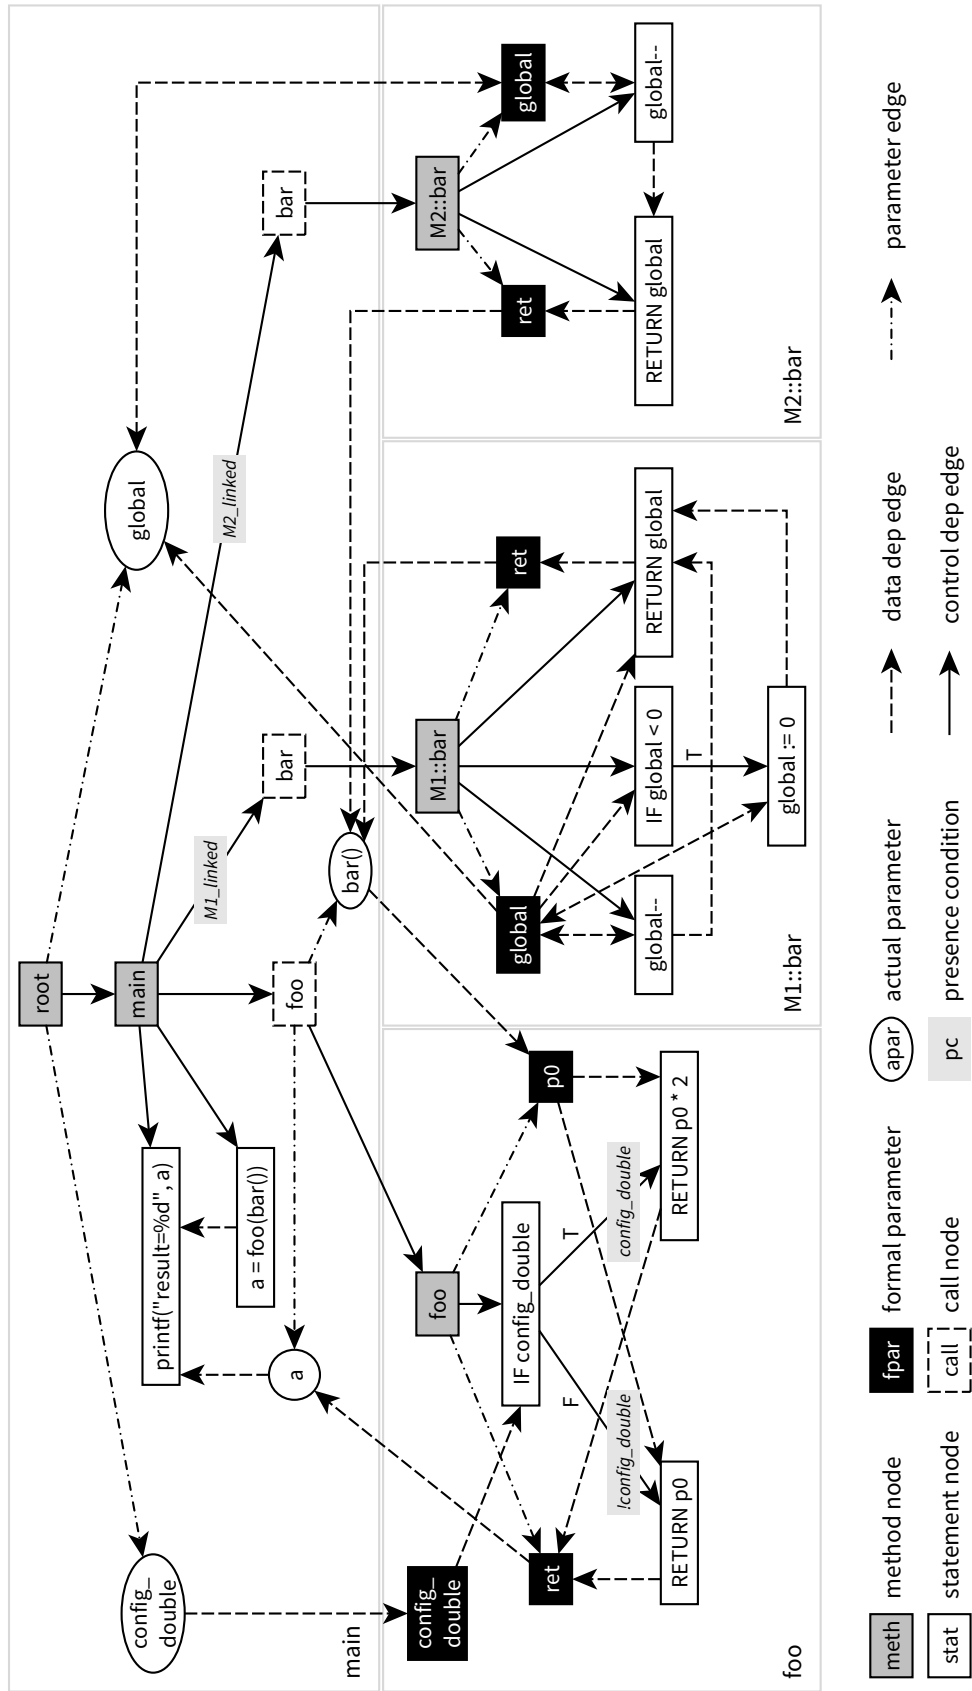 root
main
config_
double
printf("result=%d", a)
a = foo(bar())
a
foo
bar()
M1_linked
bar
M2_linked
global
bar
main
config_
double
foo
IF config_double
ret
p0
F
T
!config_double
config_double
RETURN p0
RETURN p0 * 2
foo
M1::bar
global
ret
global--
IF global < 0
RETURN global
T
global := 0
M1::bar
M2::bar
ret
global
RETURN global
global--
M2::bar
meth
method node
fpar
formal parameter
apar
actual parameter
data dep edge
parameter edge
stat
statement node
call
call node
pc
presence condition
control dep edge